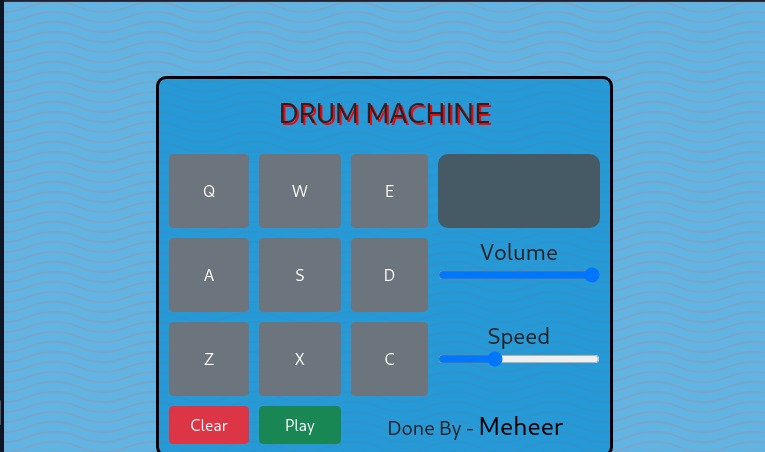 DRUM MACHINE
Q W E
A S D
Volume
Z X C
Speed
Clear Play Done By - Meheer